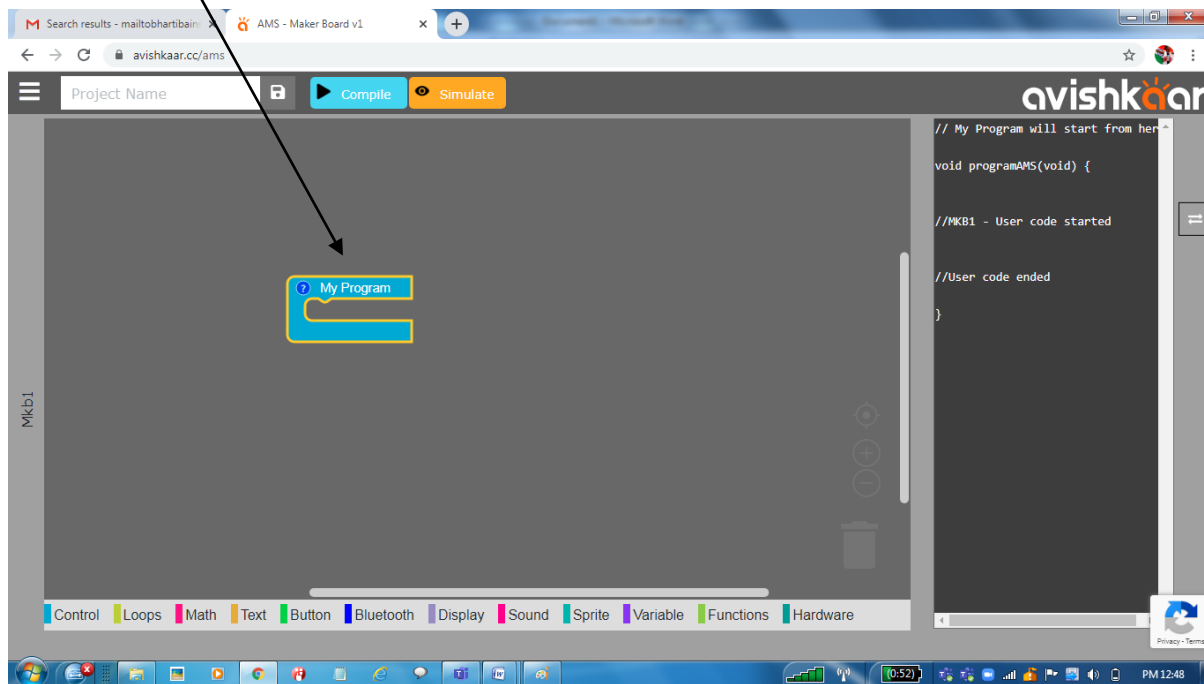 Search results - mailtobhartibain
AMS - Maker Board v1
avishkaar.cc/ams
Project Name
Compile
Simulate
avishkaar
// My Program will start from her
void programAMS(void) {
//MKB1 - User code started
//User code ended
}
? My Program
Mkb1
Control Loops Math Text Button Bluetooth Display Sound Sprite Variable Functions Hardware
Privacy - Terms
(0:52)
PM 12:48